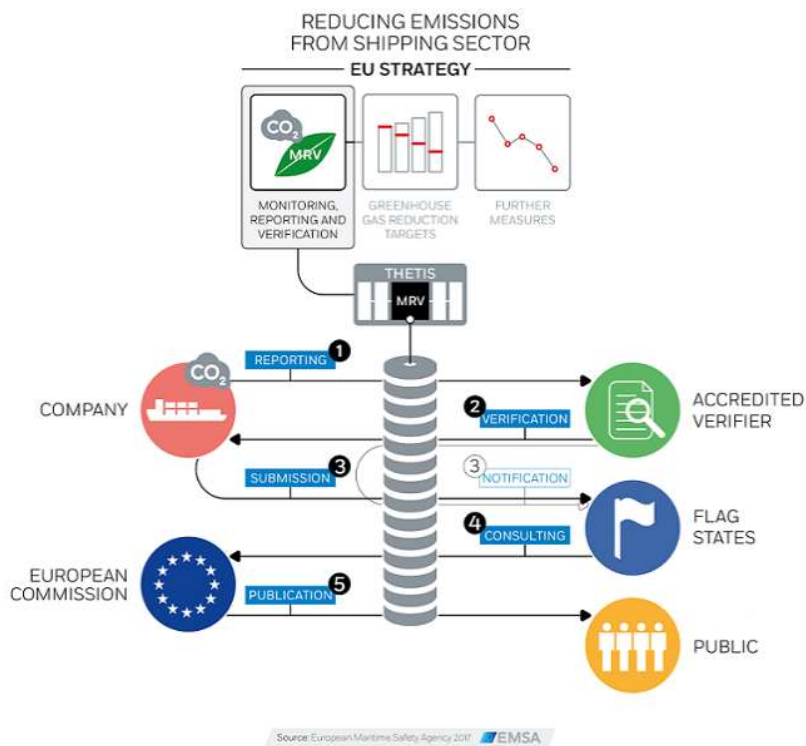 REDUCING EMISSIONS
FROM SHIPPING SECTOR
EU STRATEGY
CO2
MRV
MONITORING,
REPORTING AND
VERIFICATION
GREENHOUSE
GAS REDUCTION
TARGETS
FURTHER
MEASURES
THETIS
MRV
REPORTING 1
CO2
COMPANY
2 VERIFICATION
ACCREDITED
VERIFIER
SUBMISSION 3
3 NOTIFICATION
4 CONSULTING
FLAG
STATES
EUROPEAN
COMMISSION
PUBLICATION 5
PUBLIC
Source: European Maritime Safety Agency 2017 EMSA